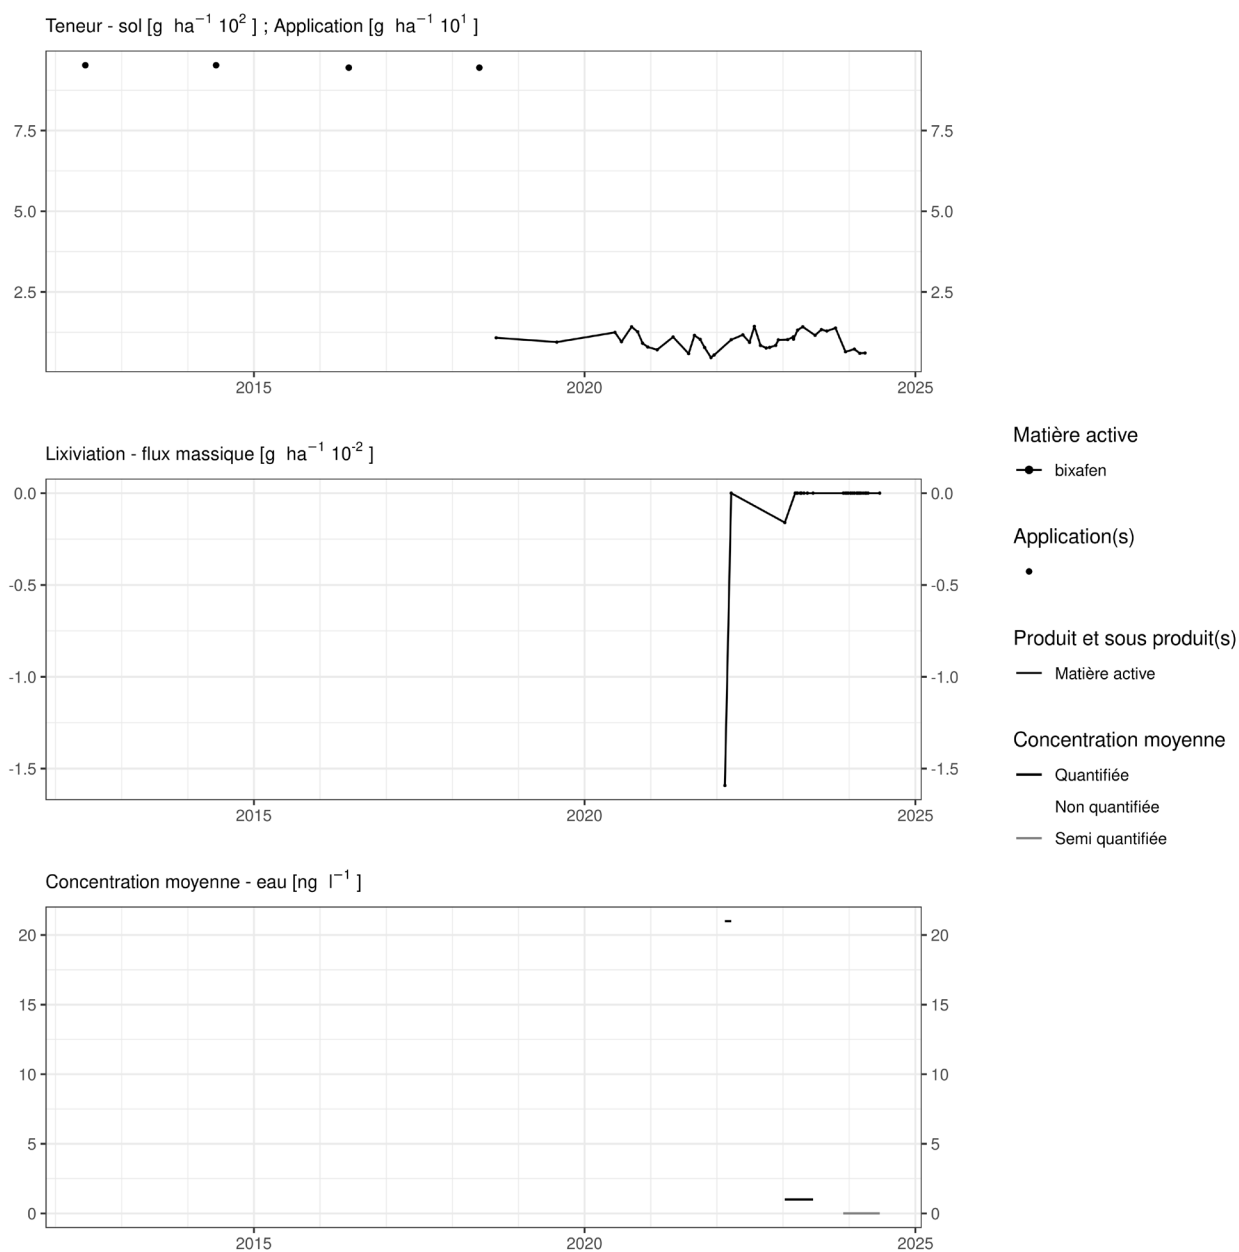 Teneur - sol [g ha−1 102 ] ; Application [g ha−1 101 ]
7.5 7.5
5.0 5.0
2.5 2.5
2015 2020 2025
Lixiviation - flux massique [g ha−1 10-2 ]
0.0 0.0
-0.5 -0.5
-1.0 -1.0
-1.5 -1.5
2015 2020 2025
Concentration moyenne - eau [ng l−1 ]
20 20
15 15
10 10
5 5
0 0
2015 2020 2025
Matière active
bixafen
Application(s)
Produit et sous produit(s)
Matière active
Concentration moyenne
Quantifiée
Non quantifiée
Semi quantifiée